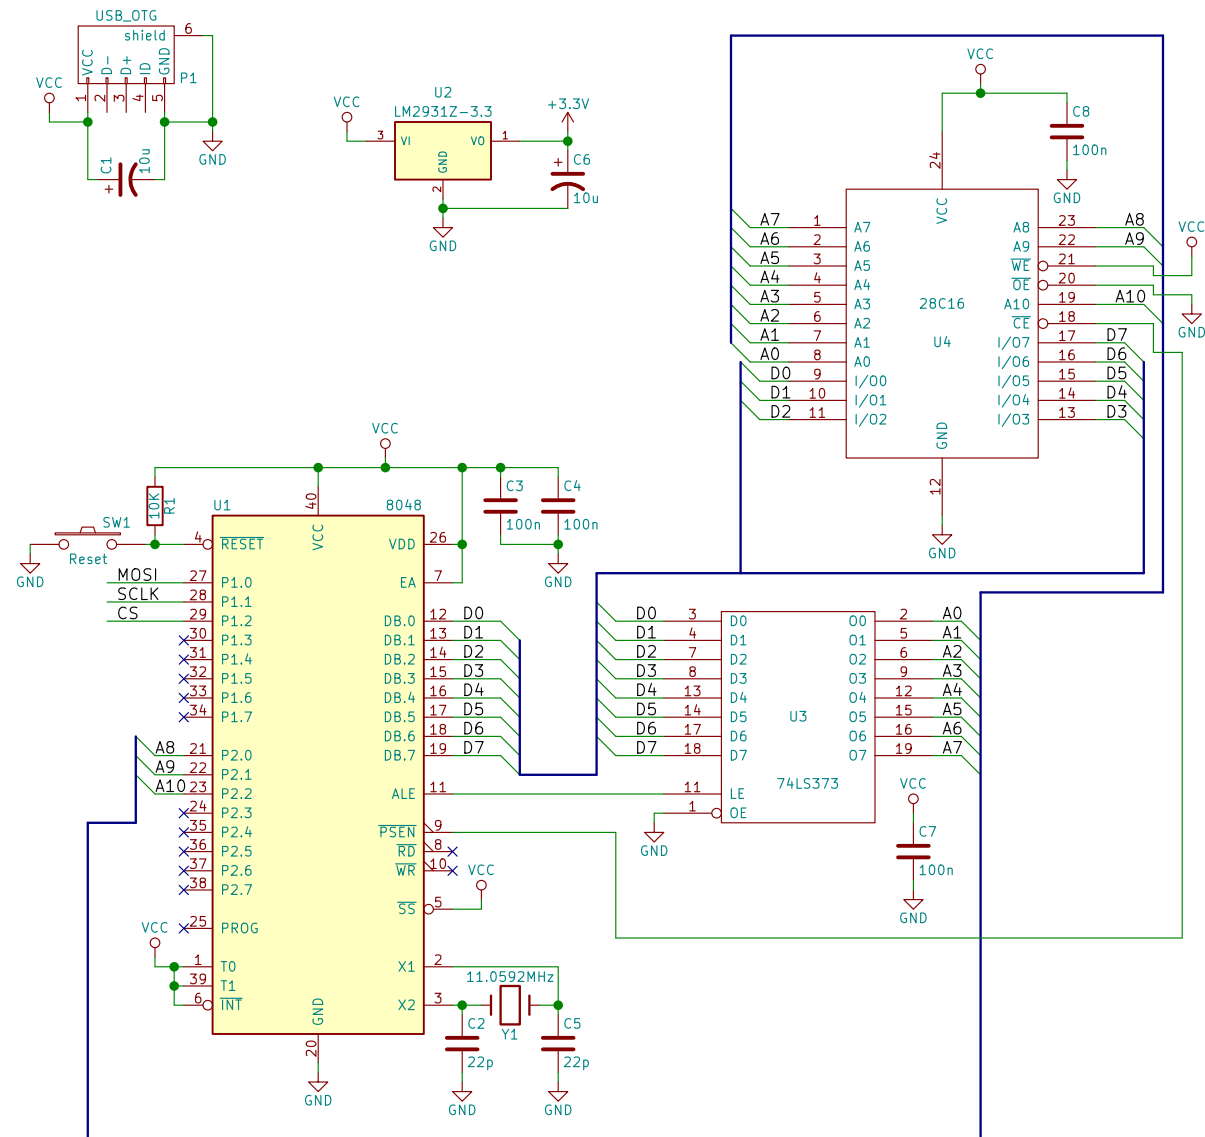 USB_OTG
shield 6
VCC D- D+ ID GND
P1
1 2 3 4 5
VCC
GND
C1 10u
+
U2
LM2931Z-3.3
VCC
+3.3V
3 VI VO 1
GND
2
+ C6
10u
GND
VCC
C8
100n
GND
24
VCC
A7 1 A7 A8 23 A8
A6 2 A6 A9 22 A9
A5 3 A5 WE 21
A4 4 A4 OE 20
A3 5 A3 A10 19 A10
A2 6 A2 CE 18
A1 7 A1 I/O7 17 D7
A0 8 A0 I/O6 16 D6
D0 9 I/O0 I/O5 15 D5
D1 10 I/O1 I/O4 14 D4
D2 11 I/O2 I/O3 13 D3
28C16
U4
VCC
GND
GND
12
GND
VCC
10K R1
SW1
Reset
GND
U1 8048
40
VCC
C3
100n
C4
100n
GND
4 RESET VDD 26
MOSI 27 P1.0 EA 7
SCLK 28 P1.1
CS 29 P1.2 DB.0 12 D0
30 P1.3 DB.1 13 D1
31 P1.4 DB.2 14 D2
32 P1.5 DB.3 15 D3
33 P1.6 DB.4 16 D4
34 P1.7 DB.5 17 D5
DB.6 18 D6
A8 21 P2.0 DB.7 19 D7
A9 22 P2.1
A10 23 P2.2 ALE 11
24 P2.3
35 P2.4 PSEN 9
36 P2.5 RD 8
37 P2.6 WR 10
38 P2.7
SS 5
VCC
25 PROG
VCC
1 T0 X1 2
39 T1
6 INT X2 3
GND
20
GND
11.0592MHz
Y1
C2
22p
GND
C5
22p
GND
D0 3 D0 O0 2 A0
D1 4 D1 O1 5 A1
D2 7 D2 O2 6 A2
D3 8 D3 O3 9 A3
D4 13 D4 O4 12 A4
D5 14 D5 O5 15 A5
D6 17 D6 O6 16 A6
D7 18 D7 O7 19 A7
U3
74LS373
11 LE
1 OE
GND
VCC
C7
100n
GND